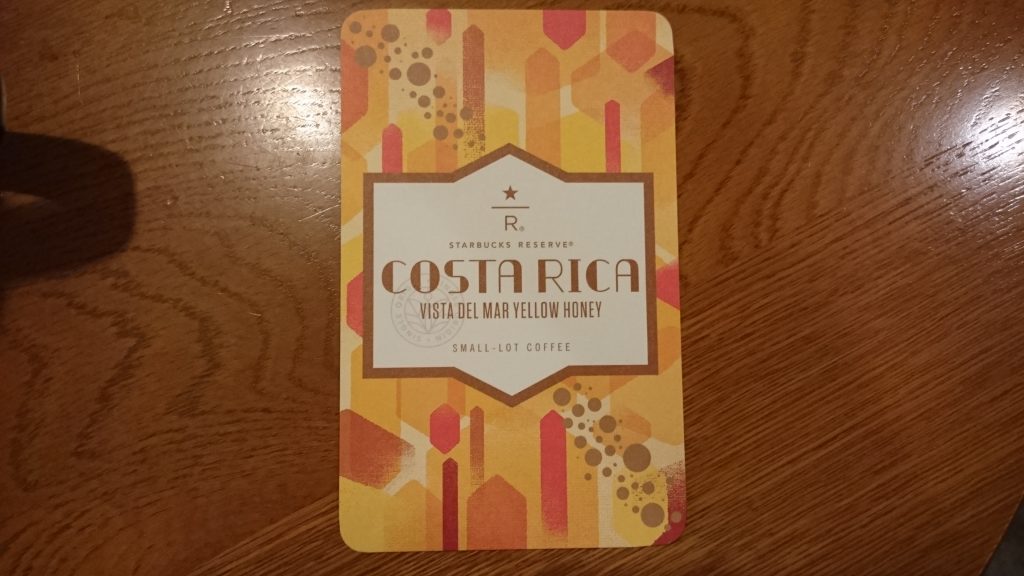 R®
STARBUCKS RESERVE®
COSTA RICA
VISTA DEL MAR YELLOW HONEY
SMALL-LOT COFFEE